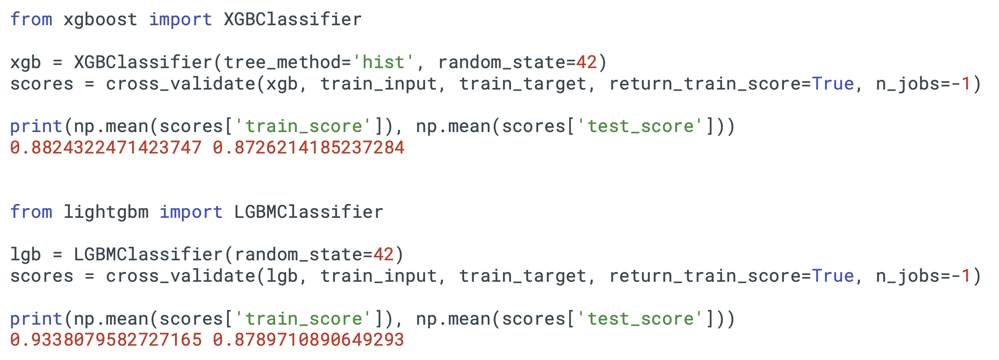 from xgboost import XGBClassifier
xgb = XGBClassifier(tree_method='hist', random_state=42)
scores = cross_validate(xgb, train_input, train_target, return_train_score=True, n_jobs=-1)
print(np.mean(scores['train_score']), np.mean(scores['test_score']))
0.8824322471423747 0.8726214185237284
from lightgbm import LGBMClassifier
lgb = LGBMClassifier(random_state=42)
scores = cross_validate(lgb, train_input, train_target, return_train_score=True, n_jobs=-1)
print(np.mean(scores['train_score']), np.mean(scores['test_score']))
0.9338079582727165 0.8789710890649293